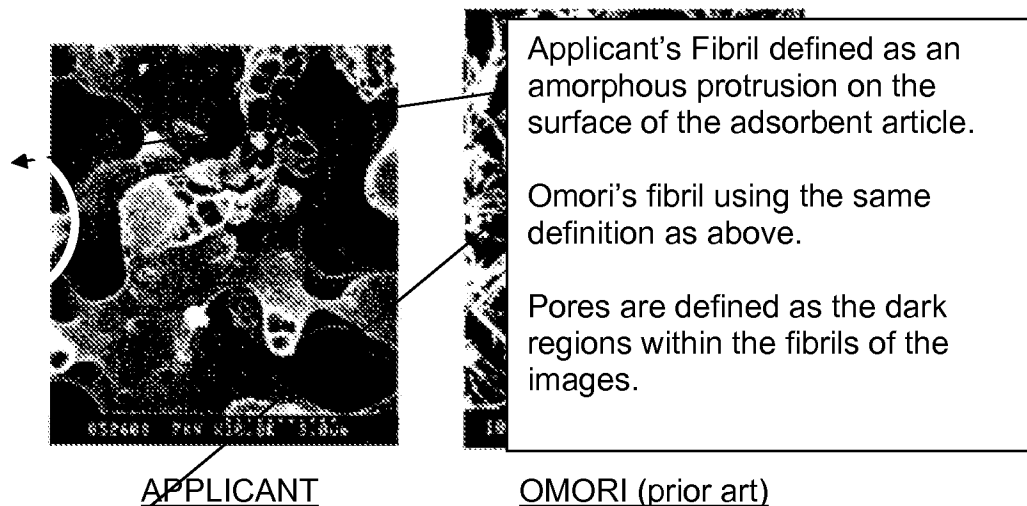 Applicant's Fibril defined as an
amorphous protrusion on the
surface of the adsorbent article.
Omori's fibril using the same
definition as above.
Pores are defined as the dark
regions within the fibrils of the
images.
APPLICANT
OMORI (prior art)